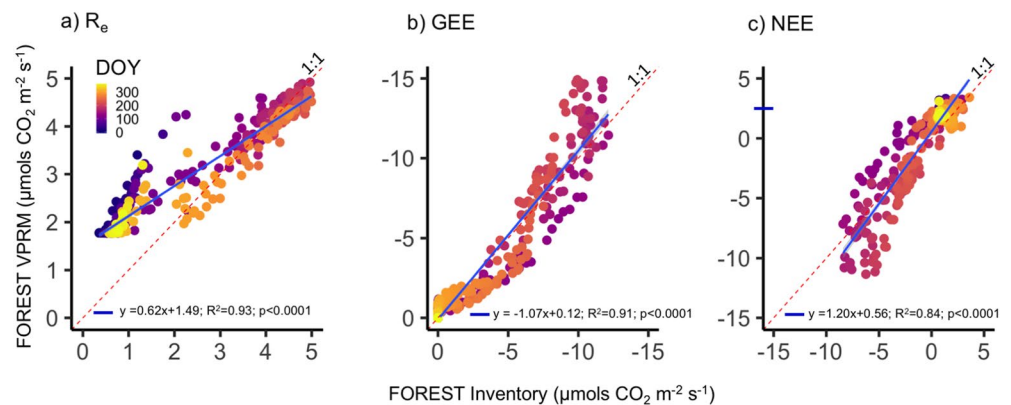 a) Re
b) GEE
c) NEE
FOREST VPRM (µmols CO2 m-2 s-1)
DOY
300
200
100
0
1:1
5
4
3
2
1
0
y =0.62x+1.49; R2=0.93; p<0.0001
0 1 2 3 4 5
1:1
-15
-10
-5
0
y = -1.07x+0.12; R2=0.91; p<0.0001
0 -5 -10 -15
1:1
5
0
-5
-10
-15
y =1.20x+0.56; R2=0.84; p<0.0001
-15 -10 -5 0 5
FOREST Inventory (µmols CO2 m-2 s-1)